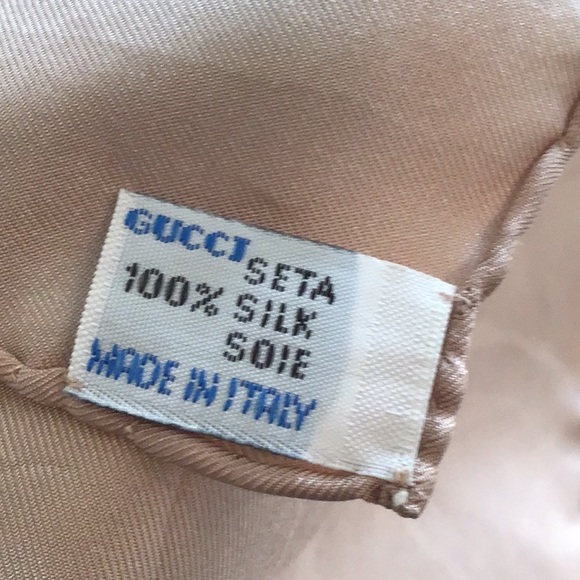 GUCCI
SETA
100% SILK
SOIE
MADE IN ITALY